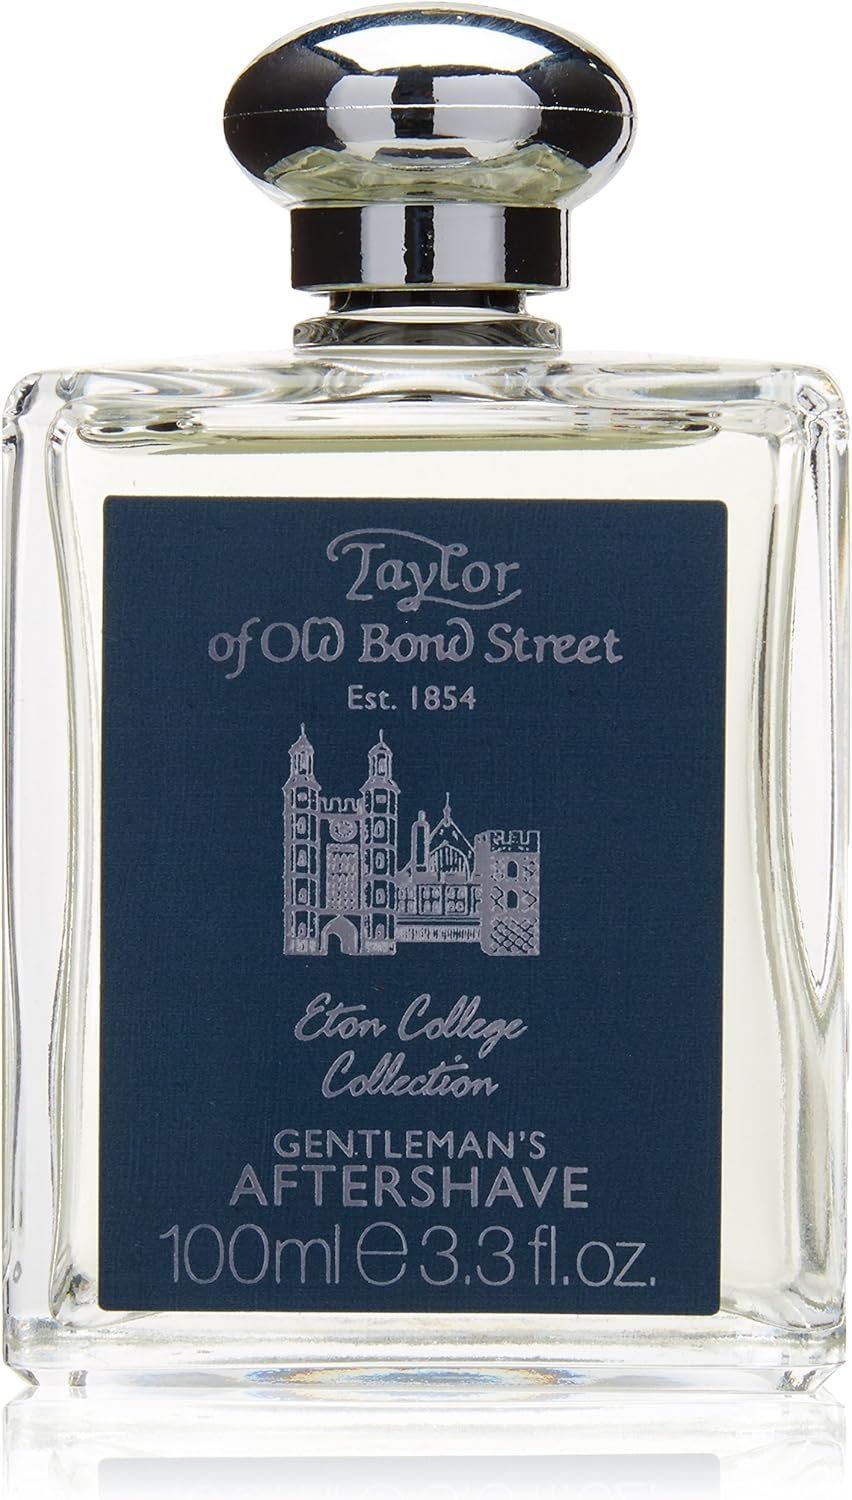 Taylor
of Old Bond Street
Est. 1854
Eton College
Collection
GENTLEMAN'S
AFTERSHAVE
100ml ℮ 3.3 fl.oz.